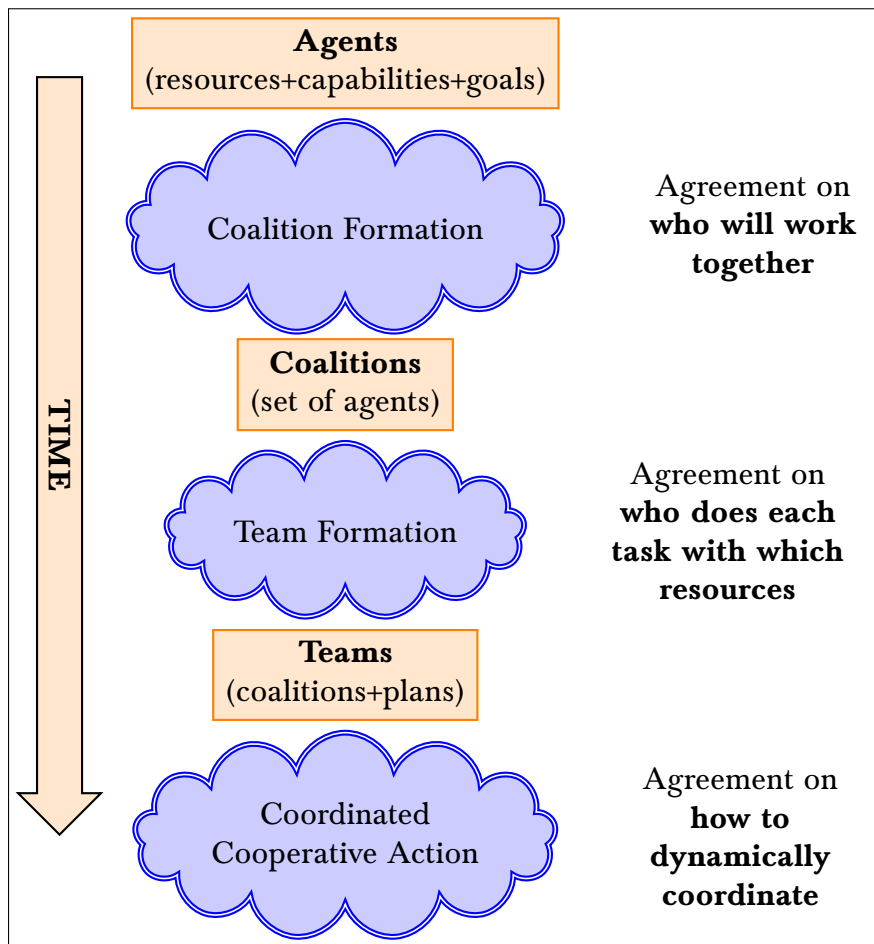 Agents
(resources+capabilities+goals)
Coalition Formation
Agreement on
who will work
together
Coalitions
(set of agents)
TIME
Team Formation
Agreement on
who does each
task with which
resources
Teams
(coalitions+plans)
Coordinated
Cooperative Action
Agreement on
how to
dynamically
coordinate